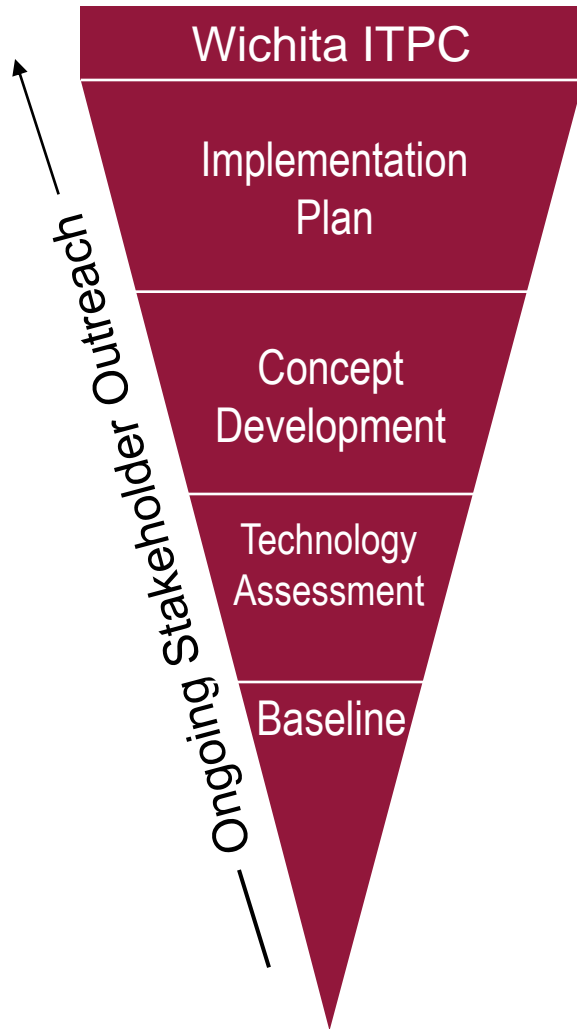 Wichita ITPC
Implementation
Plan
Concept
Development
Technology
Assessment
Baseline
Ongoing Stakeholder Outreach